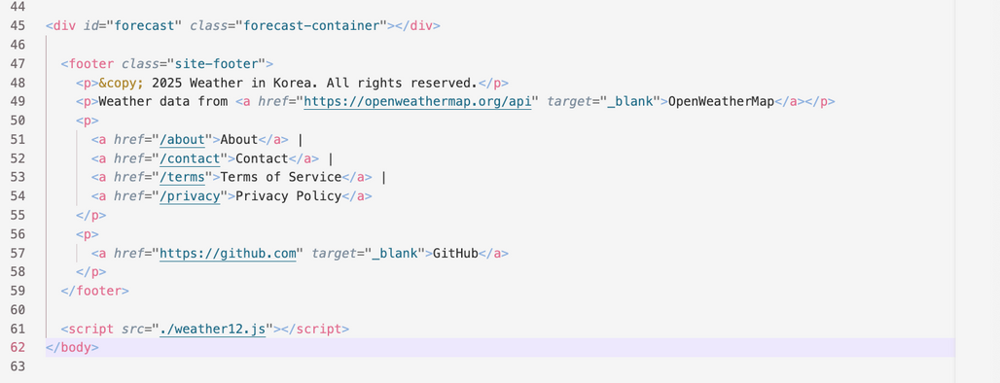 44
45 <div id="forecast" class="forecast-container"></div>
46
47   <footer class="site-footer">
48     <p>&copy; 2025 Weather in Korea. All rights reserved.</p>
49     <p>Weather data from <a href="https://openweathermap.org/api" target="_blank">OpenWeatherMap</a></p>
50     <p>
51       <a href="/about">About</a> |
52       <a href="/contact">Contact</a> |
53       <a href="/terms">Terms of Service</a> |
54       <a href="/privacy">Privacy Policy</a>
55     </p>
56     <p>
57       <a href="https://github.com" target="_blank">GitHub</a>
58     </p>
59   </footer>
60
61   <script src="./weather12.js"></script>
62 </body>
63